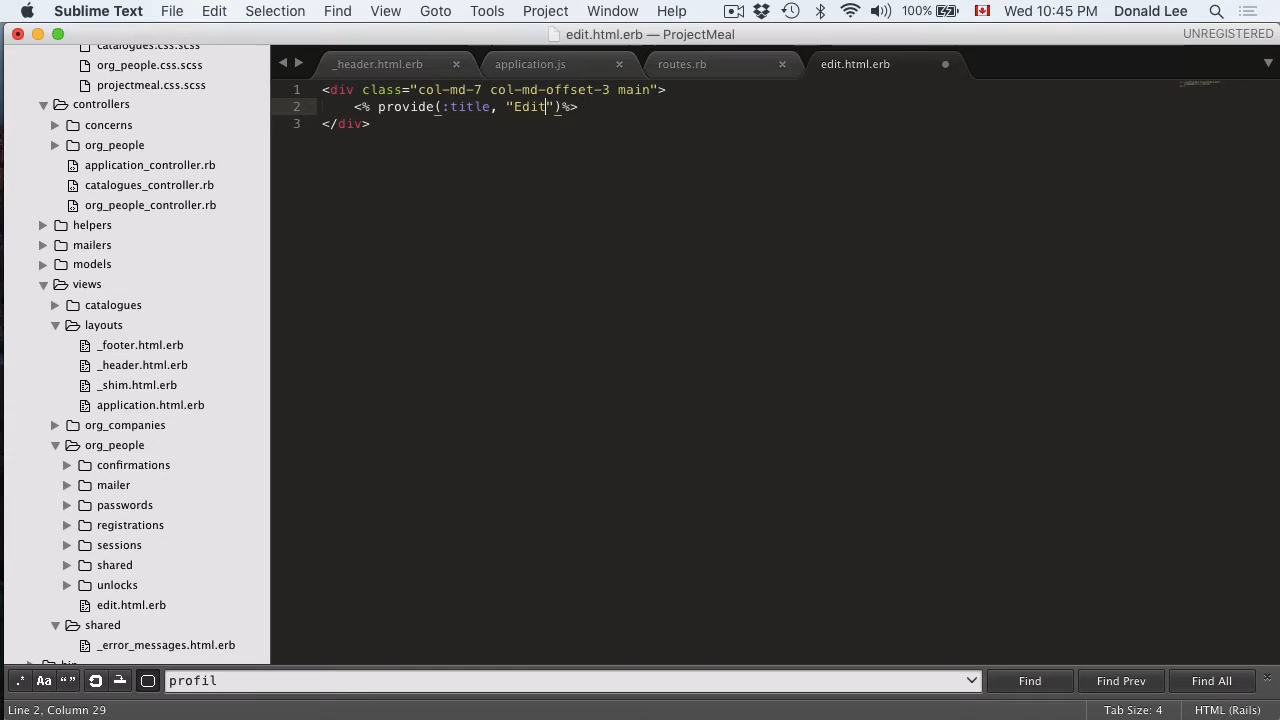 Sublime Text File Edit Selection Find View Goto Tools Project Window Help 100% Wed 10:45 PM Donald Lee
edit.html.erb — ProjectMeal UNREGISTERED
_header.html.erb application.js routes.rb edit.html.erb
catalogues.css.scss
org_people.css.scss
projectmeal.css.scss
controllers
concerns
org_people
application_controller.rb
catalogues_controller.rb
org_people_controller.rb
helpers
mailers
models
views
catalogues
layouts
_footer.html.erb
_header.html.erb
_shim.html.erb
application.html.erb
org_companies
org_people
confirmations
mailer
passwords
registrations
sessions
shared
unlocks
edit.html.erb
shared
_error_messages.html.erb
bin
1 <div class="col-md-7 col-md-offset-3 main">
2 <% provide(:title, "Edit")%>
3 </div>
.* Aa “” profil Find Find Prev Find All
Line 2, Column 29 Tab Size: 4 HTML (Rails)